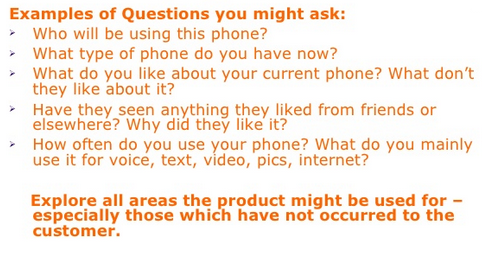 Examples of Questions you might ask:
Who will be using this phone?
What type of phone do you have now?
What do you like about your current phone? What don't
they like about it?
Have they seen anything they liked from friends or
elsewhere? Why did they like it?
How often do you use your phone? What do you mainly
use it for voice, text, video, pics, internet?
Explore all areas the product might be used for –
especially those which have not occurred to the
customer.